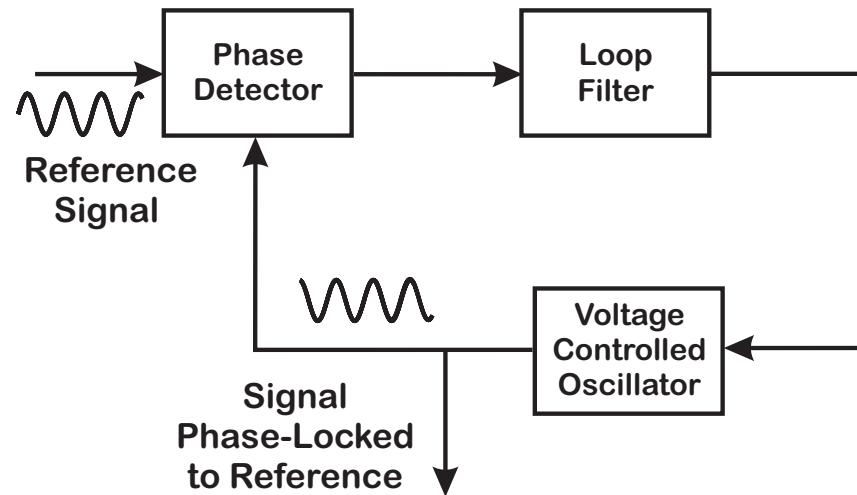 Phase
Detector
Loop
Filter
Reference
Signal
Voltage
Controlled
Oscillator
Signal
Phase-Locked
to Reference